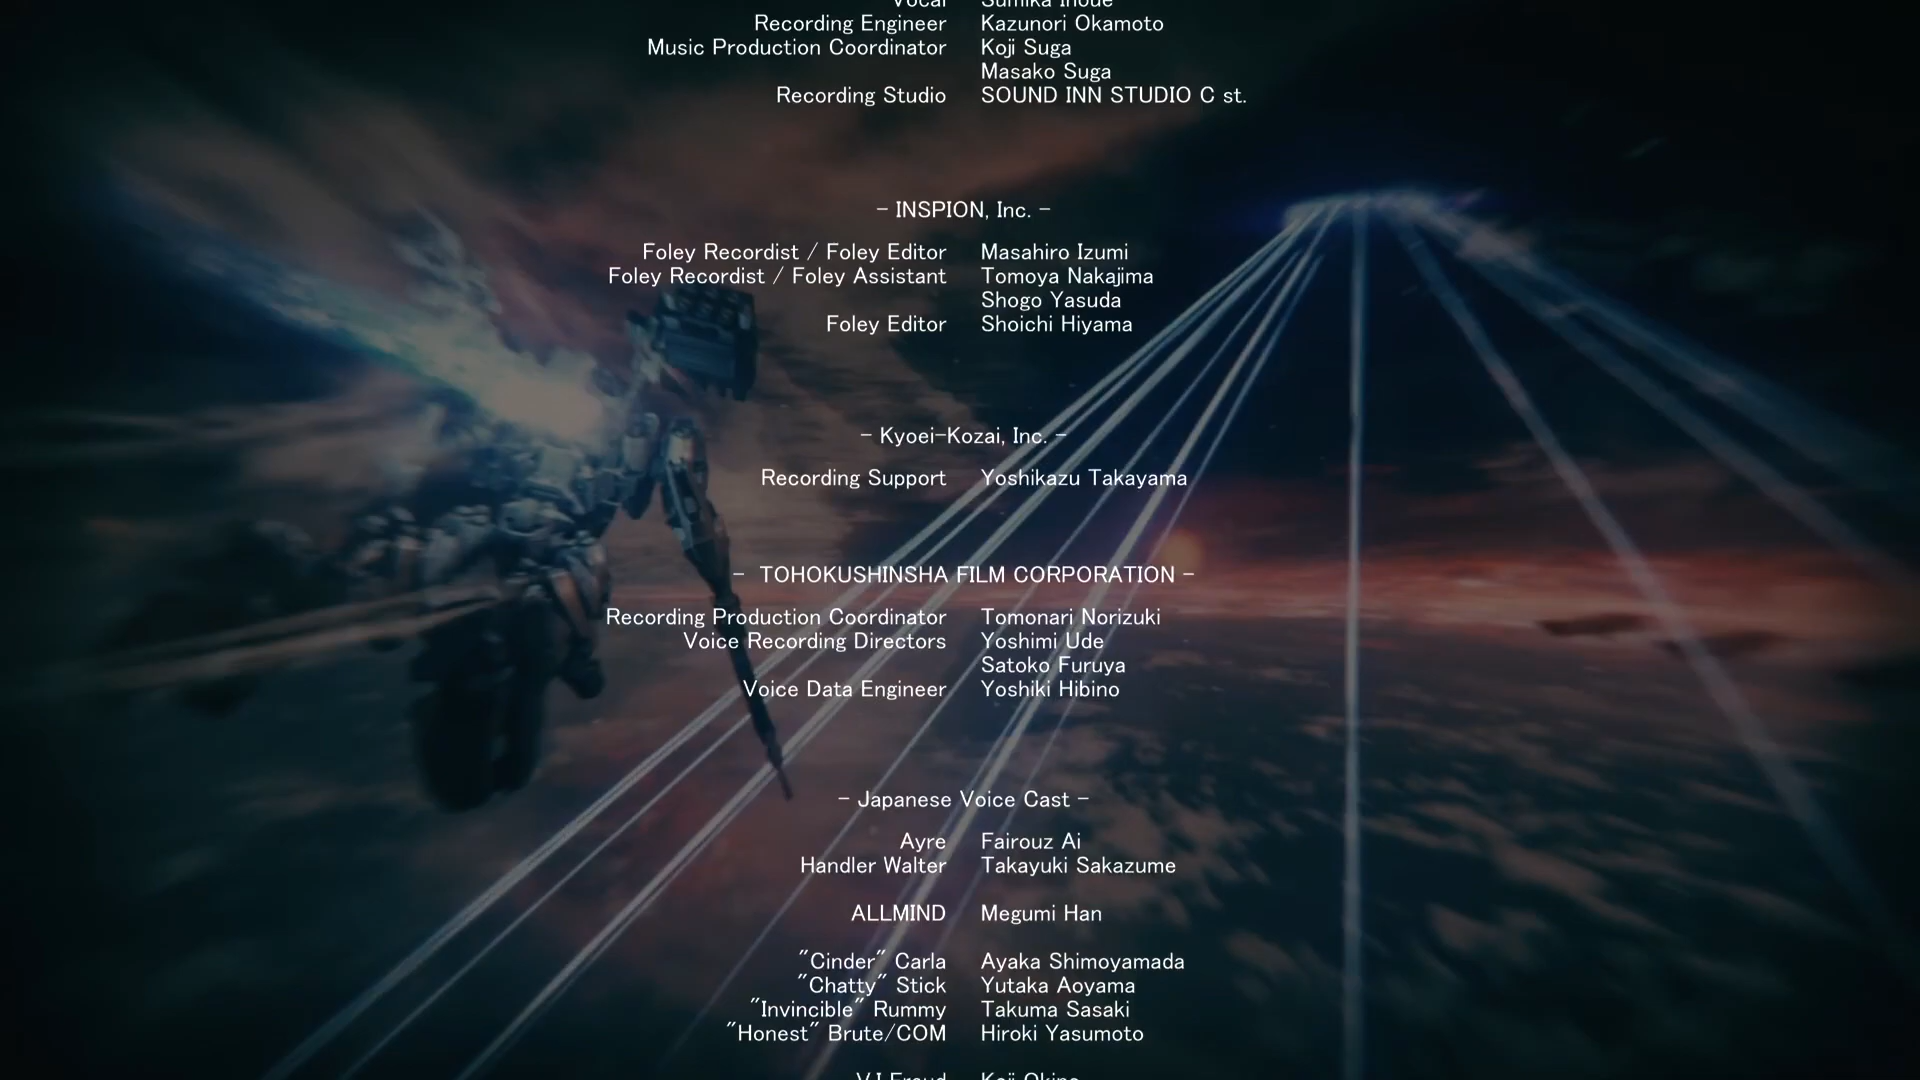 Vocal Sumika Inoue
Recording Engineer Kazunori Okamoto
Music Production Coordinator Koji Suga
Masako Suga
Recording Studio SOUND INN STUDIO C st.
- INSPION, Inc. -
Foley Recordist / Foley Editor Masahiro Izumi
Foley Recordist / Foley Assistant Tomoya Nakajima
Shogo Yasuda
Foley Editor Shoichi Hiyama
- Kyoei-Kozai, Inc. -
Recording Support Yoshikazu Takayama
- TOHOKUSHINSHA FILM CORPORATION -
Recording Production Coordinator Tomonari Norizuki
Voice Recording Directors Yoshimi Ude
Satoko Furuya
Voice Data Engineer Yoshiki Hibino
- Japanese Voice Cast -
Ayre Fairouz Ai
Handler Walter Takayuki Sakazume
ALLMIND Megumi Han
"Cinder" Carla Ayaka Shimoyamada
"Chatty" Stick Yutaka Aoyama
"Invincible" Rummy Takuma Sasaki
"Honest" Brute/COM Hiroki Yasumoto